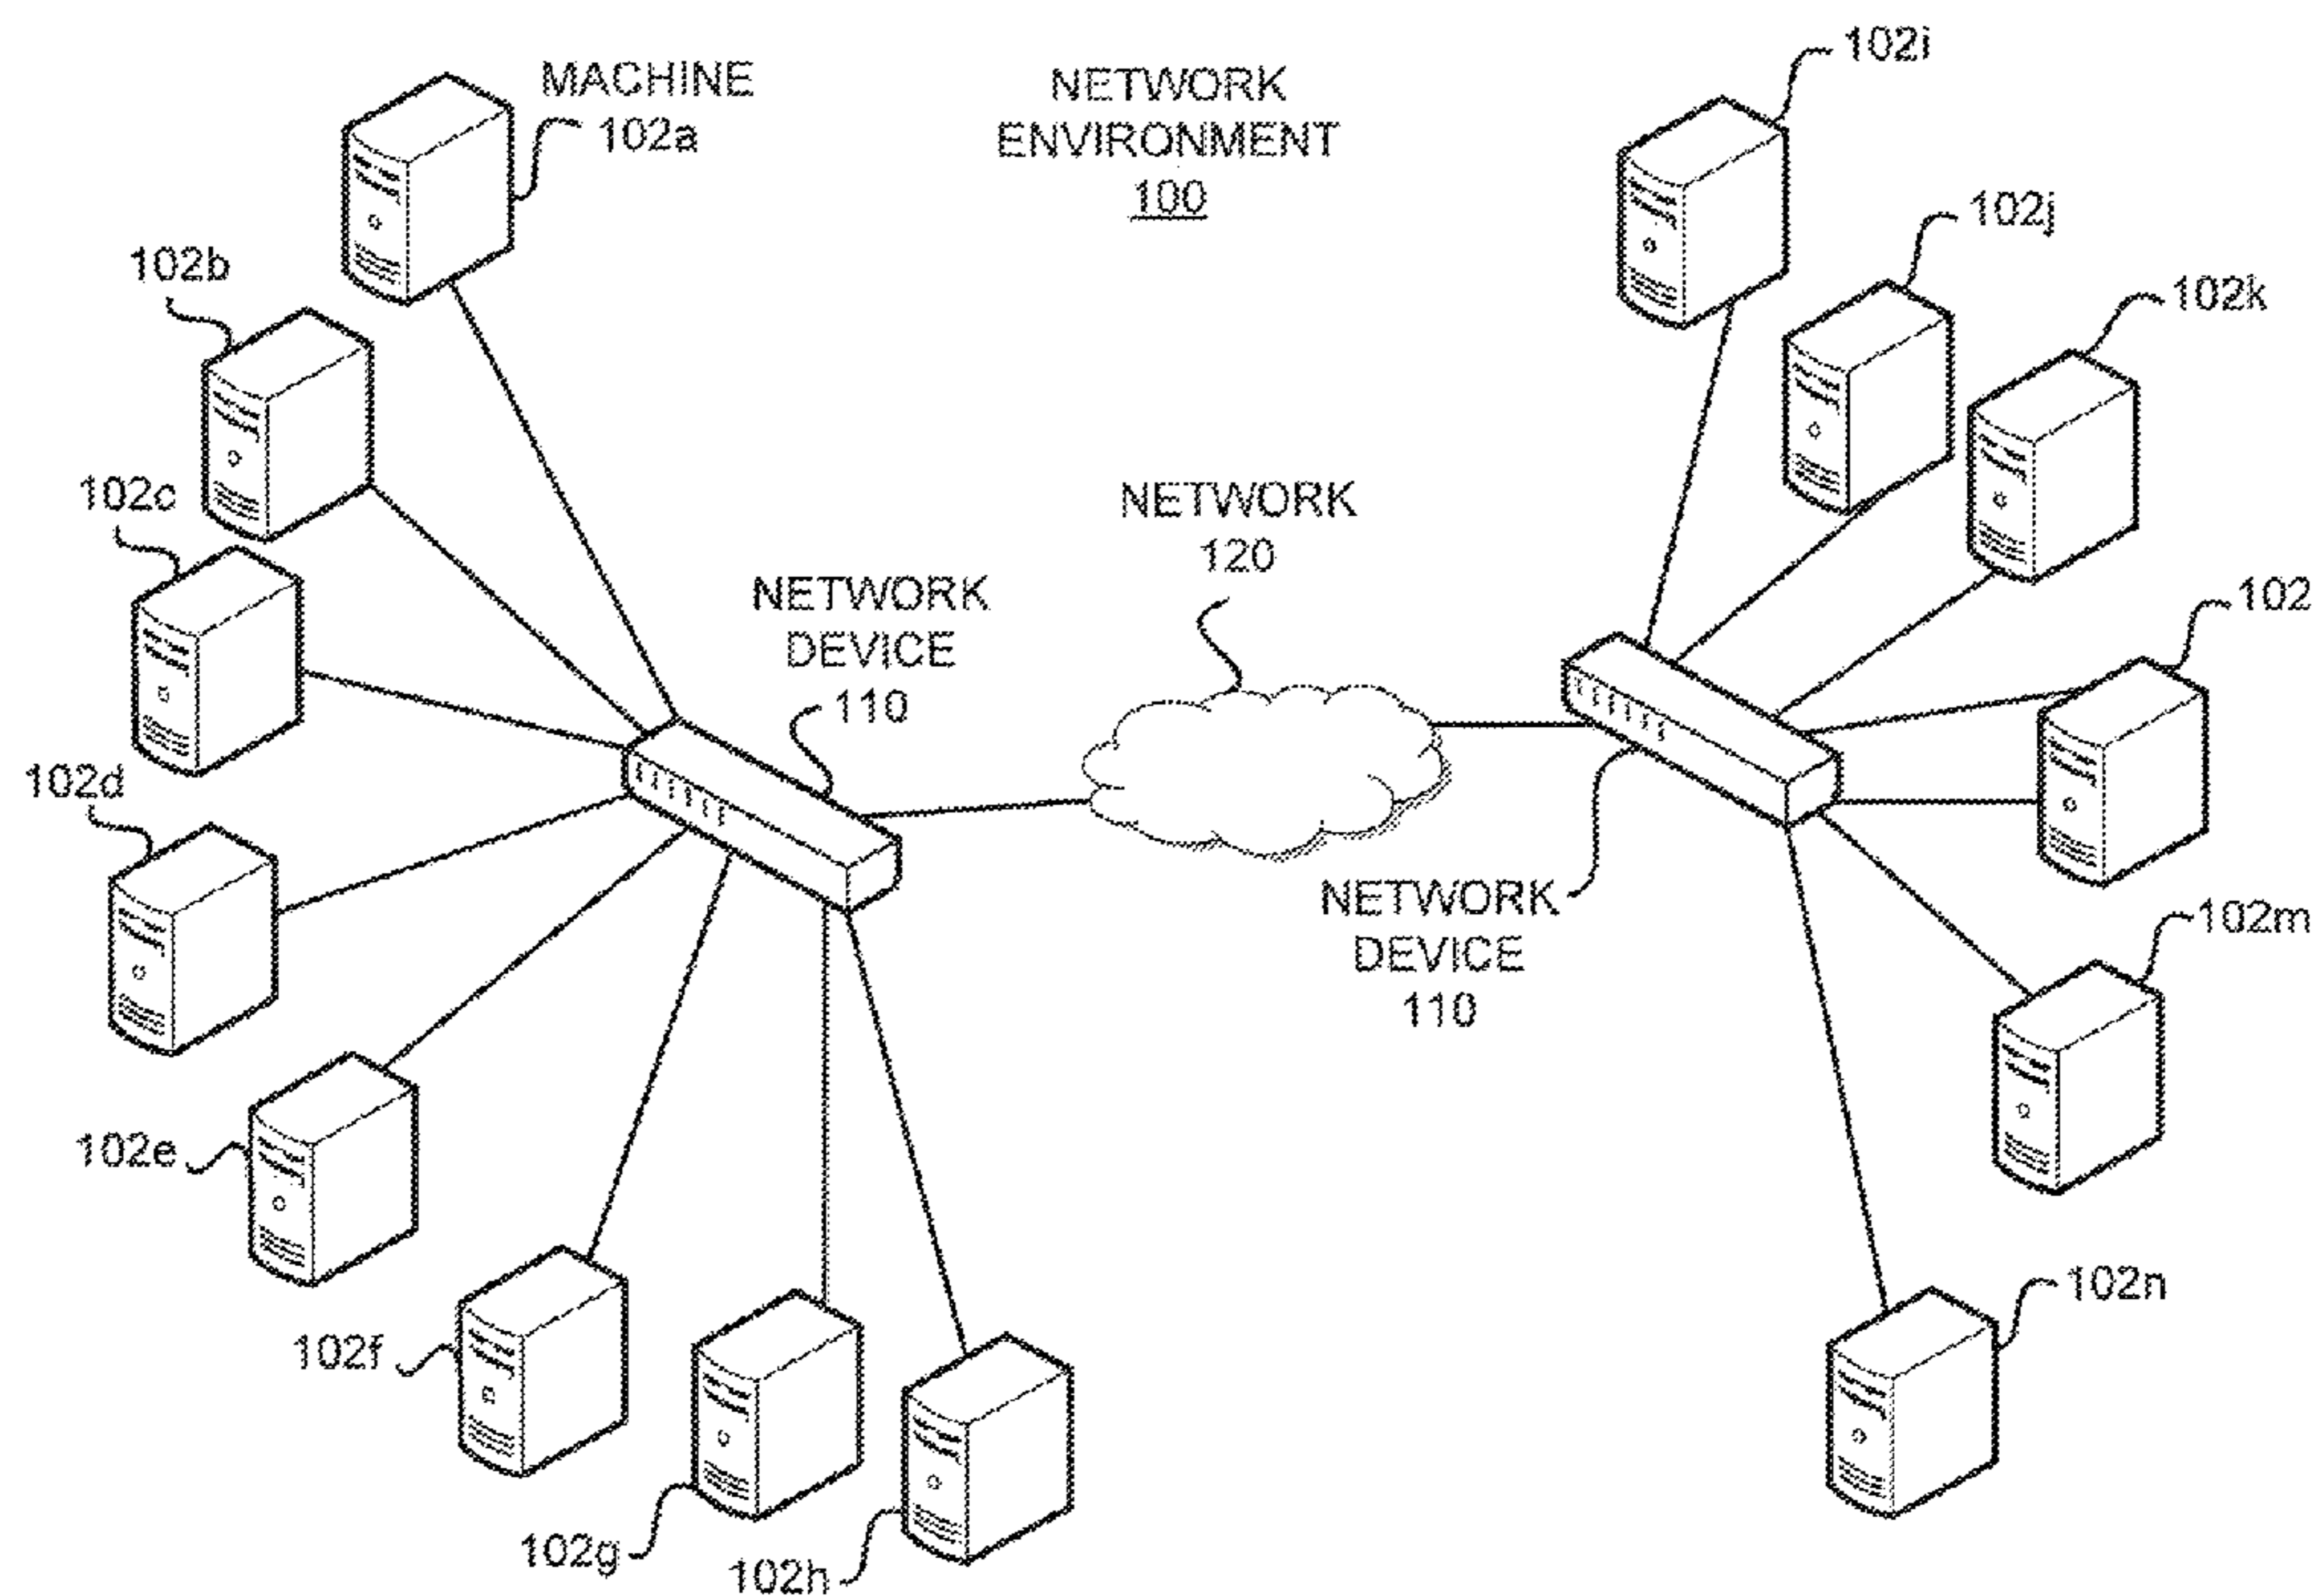 MACHINE
102a
NETWORK
ENVIRONMENT
100
102i
102j
102k
102b
102c
NETWORK
120
NETWORK
DEVICE
110
102
102d
NETWORK
DEVICE
110
102m
102e
102f
102n
102g
102h